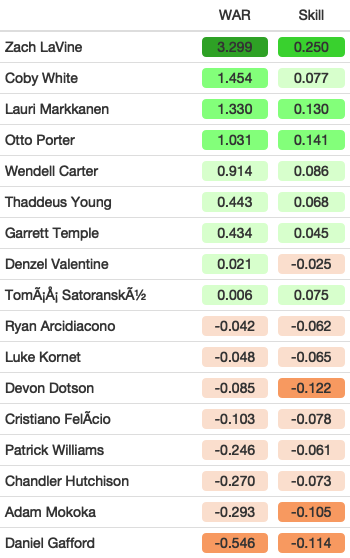 WAR Skill
Zach LaVine 3.299 0.250
Coby White 1.454 0.077
Lauri Markkanen 1.330 0.130
Otto Porter 1.031 0.141
Wendell Carter 0.914 0.086
Thaddeus Young 0.443 0.068
Garrett Temple 0.434 0.045
Denzel Valentine 0.021 -0.025
TomÃ¡Å¡ SatoranskÃ½ 0.006 0.075
Ryan Arcidiacono -0.042 -0.062
Luke Kornet -0.048 -0.065
Devon Dotson -0.085 -0.122
Cristiano FelÃcio -0.103 -0.078
Patrick Williams -0.246 -0.061
Chandler Hutchison -0.270 -0.073
Adam Mokoka -0.293 -0.105
Daniel Gafford -0.546 -0.114